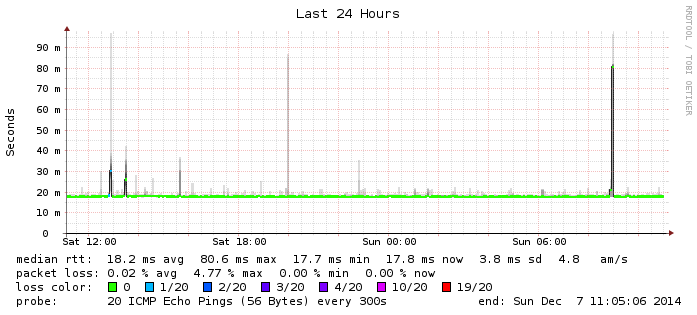 Last 24 Hours
RRDTOOL / TOBI OETIKER
Seconds
90 m
80 m
70 m
60 m
50 m
40 m
30 m
20 m
10 m
0
Sat 12:00 Sat 18:00 Sun 00:00 Sun 06:00
median rtt: 18.2 ms avg 80.6 ms max 17.7 ms min 17.8 ms now 3.8 ms sd 4.8 am/s
packet loss: 0.02 % avg 4.77 % max 0.00 % min 0.00 % now
loss color: 0 1/20 2/20 3/20 4/20 10/20 19/20
probe: 20 ICMP Echo Pings (56 Bytes) every 300s end: Sun Dec 7 11:05:06 2014